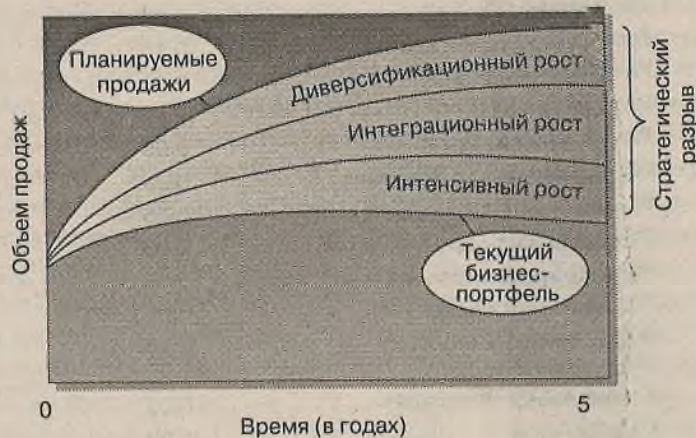 Планируемые
продажи
Диверсификационный рост
Интеграционный рост
Интенсивный рост
Текущий
бизнес-
портфель
Объем продаж
Стратегический
разрыв
0
5
Время (в годах)